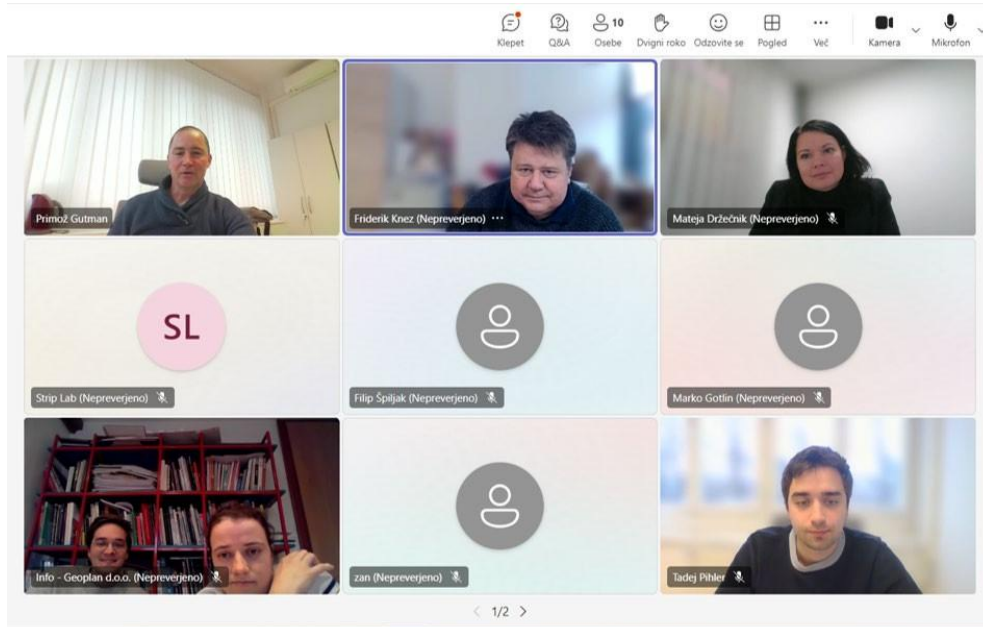 10
Klepet Q&A Osebe Dvigni roko Odzovite se Pogled Več Kamera Mikrofon
Primož Gutman
Friderik Knez (Nepreverjeno)
Mateja Držečnik (Nepreverjeno)
SL
Strip Lab (Nepreverjeno)
Filip Špiljak (Nepreverjeno)
Marko Gotlin (Nepreverjeno)
Info - Geoplan d.o.o. (Nepreverjeno)
zan (Nepreverjeno)
Tadej Pihler
1/2